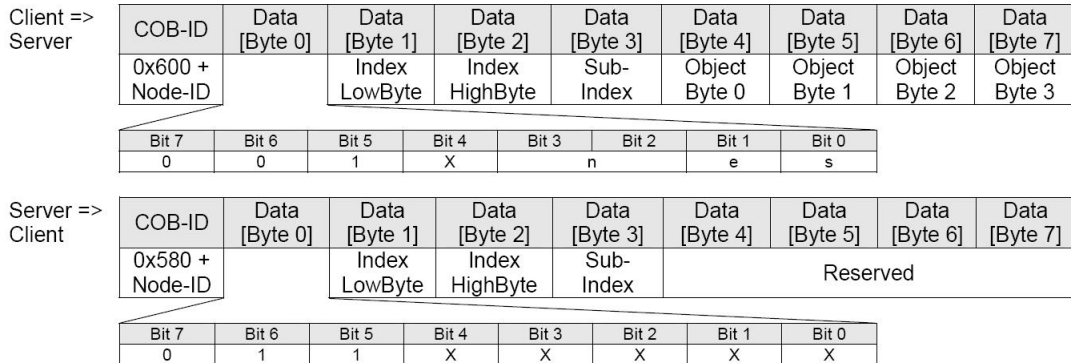 Client =>
Server
COB-ID Data [Byte 0] Data [Byte 1] Data [Byte 2] Data [Byte 3] Data [Byte 4] Data [Byte 5] Data [Byte 6] Data [Byte 7]
0x600 + Node-ID Index LowByte Index HighByte Sub-Index Object Byte 0 Object Byte 1 Object Byte 2 Object Byte 3
Bit 7 Bit 6 Bit 5 Bit 4 Bit 3 Bit 2 Bit 1 Bit 0
0 0 1 X n e s
Server =>
Client
COB-ID Data [Byte 0] Data [Byte 1] Data [Byte 2] Data [Byte 3] Data [Byte 4] Data [Byte 5] Data [Byte 6] Data [Byte 7]
0x580 + Node-ID Index LowByte Index HighByte Sub-Index Reserved
Bit 7 Bit 6 Bit 5 Bit 4 Bit 3 Bit 2 Bit 1 Bit 0
0 1 1 X X X X X